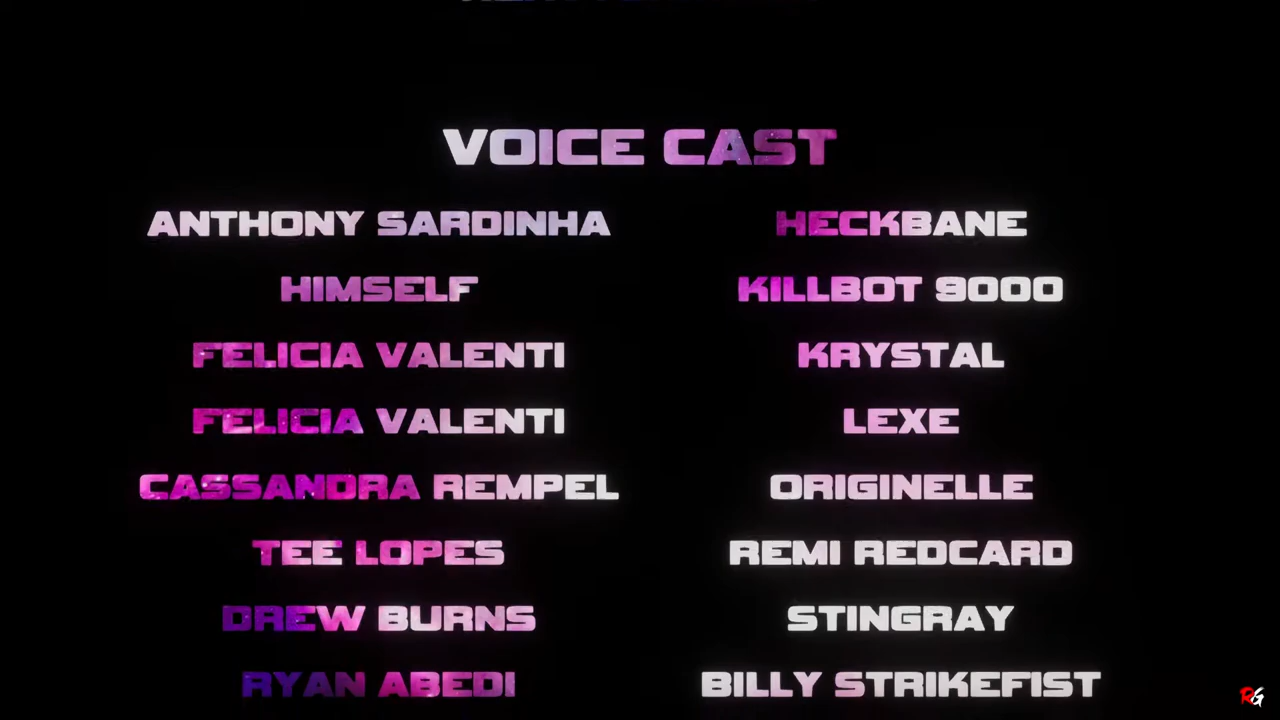 VOICE CAST
ANTHONY SARDINHA HECKBANE
HIMSELF KILLBOT 9000
FELICIA VALENTI KRYSTAL
FELICIA VALENTI LEXE
CASSANDRA REMPEL ORIGINELLE
TEE LOPES REMI REDCARD
DREW BURNS STINGRAY
RYAN ABEDI BILLY STRIKEFIST
RG